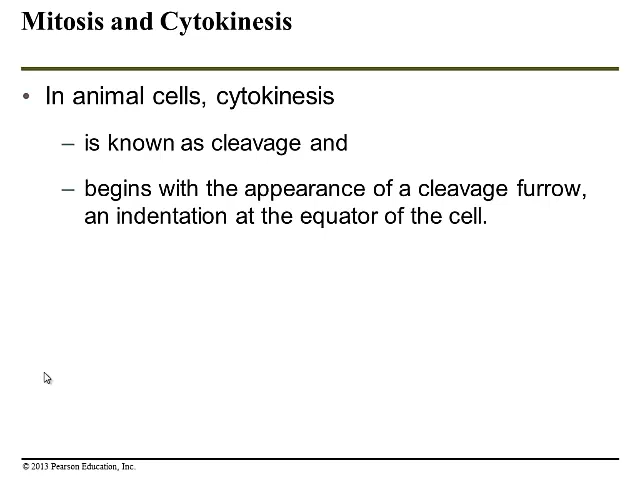 Mitosis and Cytokinesis
• In animal cells, cytokinesis
– is known as cleavage and
– begins with the appearance of a cleavage furrow,
an indentation at the equator of the cell.
© 2013 Pearson Education, Inc.